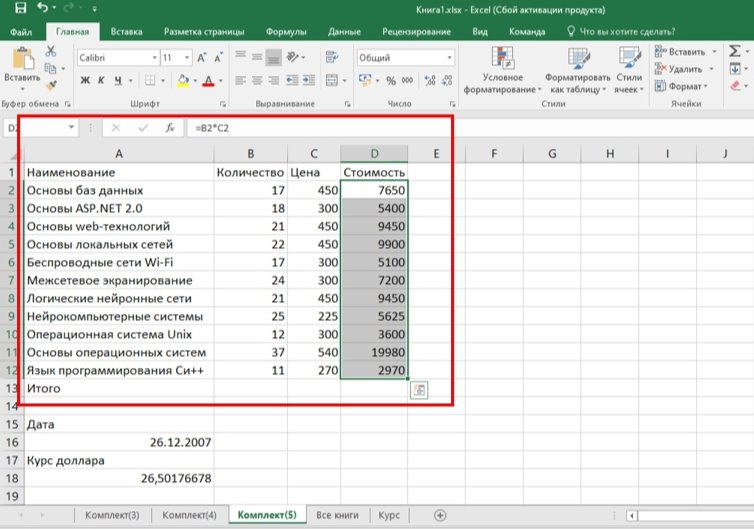 Книга1.xlsx - Excel (Сбой активации продукта)
Файл Главная Вставка Разметка страницы Формулы Данные Рецензирование Вид Команда Что вы хотите сделать?
Calibri 11 Общий Вставить
Вставить Ж К Ч % 000 Условное форматирование Форматировать как таблицу Стили ячеек Удалить
Формат
Буфер обмена Шрифт Выравнивание Число Стили Ячейки
D2 fx =B2*C2
A B C D E F G H I J
1 Наименование Количество Цена Стоимость
2 Основы баз данных 17 450 7650
3 Основы ASP.NET 2.0 18 300 5400
4 Основы web-технологий 21 450 9450
5 Основы локальных сетей 22 450 9900
6 Беспроводные сети Wi-Fi 17 300 5100
7 Межсетевое экранирование 24 300 7200
8 Логические нейронные сети 21 450 9450
9 Нейрокомпьютерные системы 25 225 5625
10 Операционная система Unix 12 300 3600
11 Основы операционных систем 37 540 19980
12 Язык программирования Си++ 11 270 2970
13 Итого
14
15 Дата
16 26.12.2007
17 Курс доллара
18 26,50176678
19
Комплект(3) Комплект(4) Комплект(5) Все книги Курс